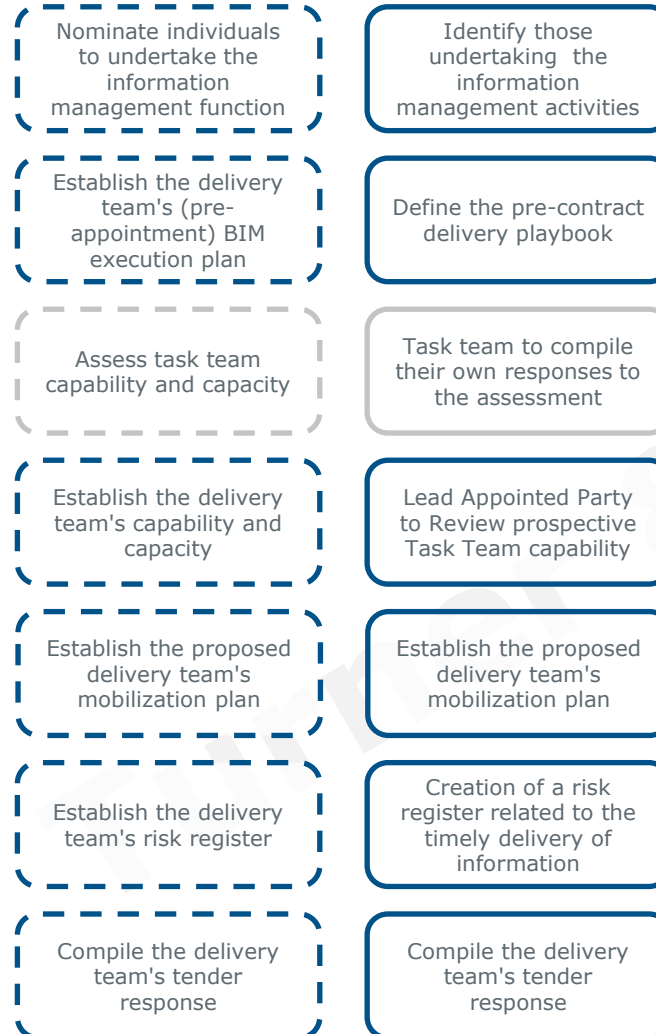 Nominate individuals
to undertake the
information
management function
Identify those
undertaking the
information
management activities
Establish the delivery
team's (pre-
appointment) BIM
execution plan
Define the pre-contract
delivery playbook
Assess task team
capability and capacity
Task team to compile
their own responses to
the assessment
Establish the delivery
team's capability and
capacity
Lead Appointed Party
to Review prospective
Task Team capability
Establish the proposed
delivery team's
mobilization plan
Establish the proposed
delivery team's
mobilization plan
Establish the delivery
team's risk register
Creation of a risk
register related to the
timely delivery of
information
Compile the delivery
team's tender
response
Compile the delivery
team's tender
response
Turner &